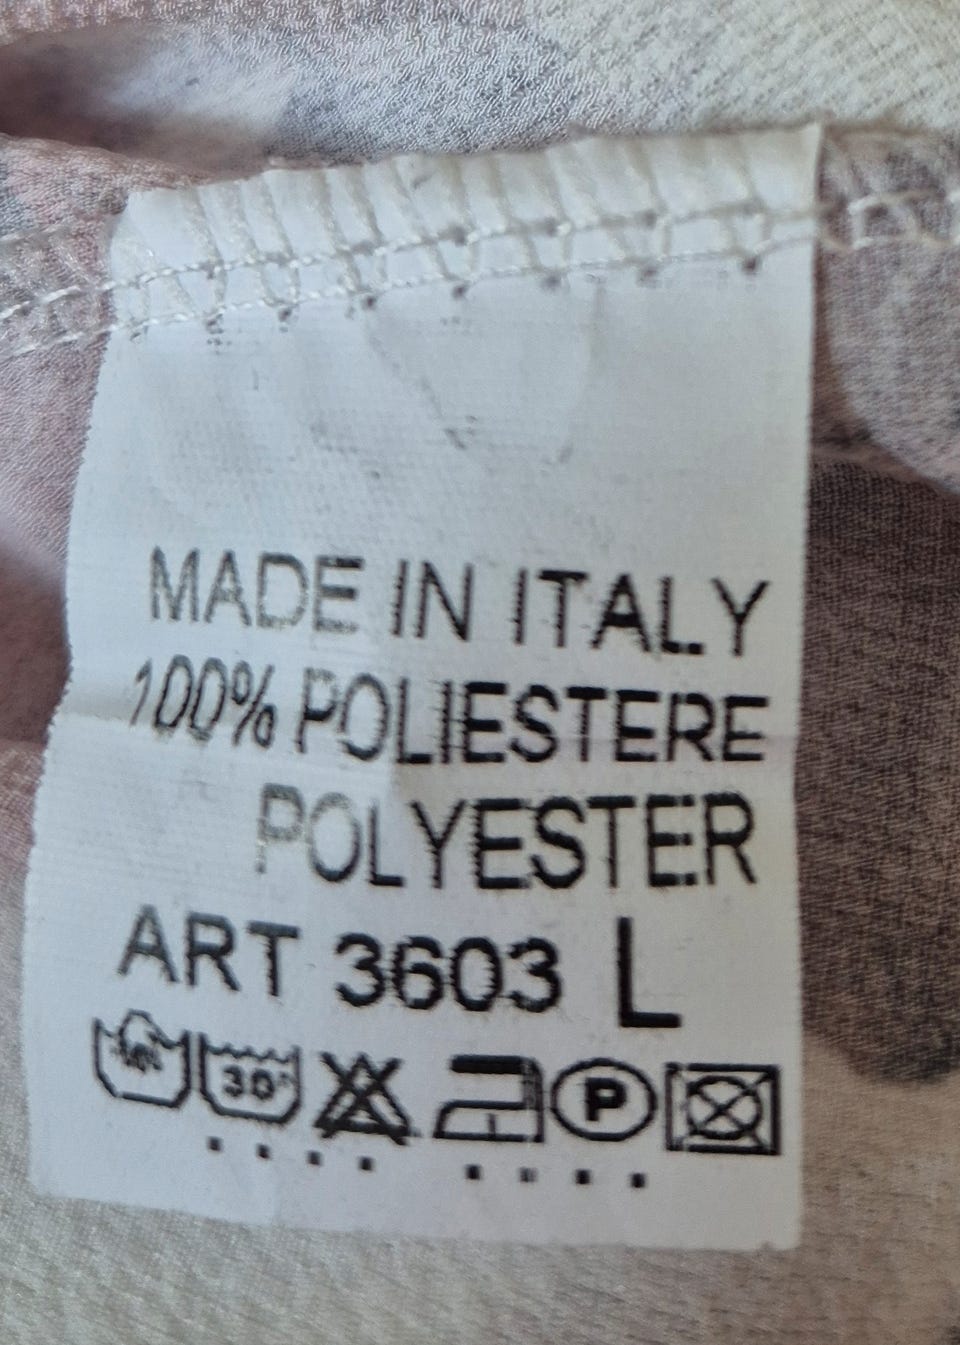 MADE IN ITALY
100% POLIESTERE
POLYESTER
ART 3603 L
30° P